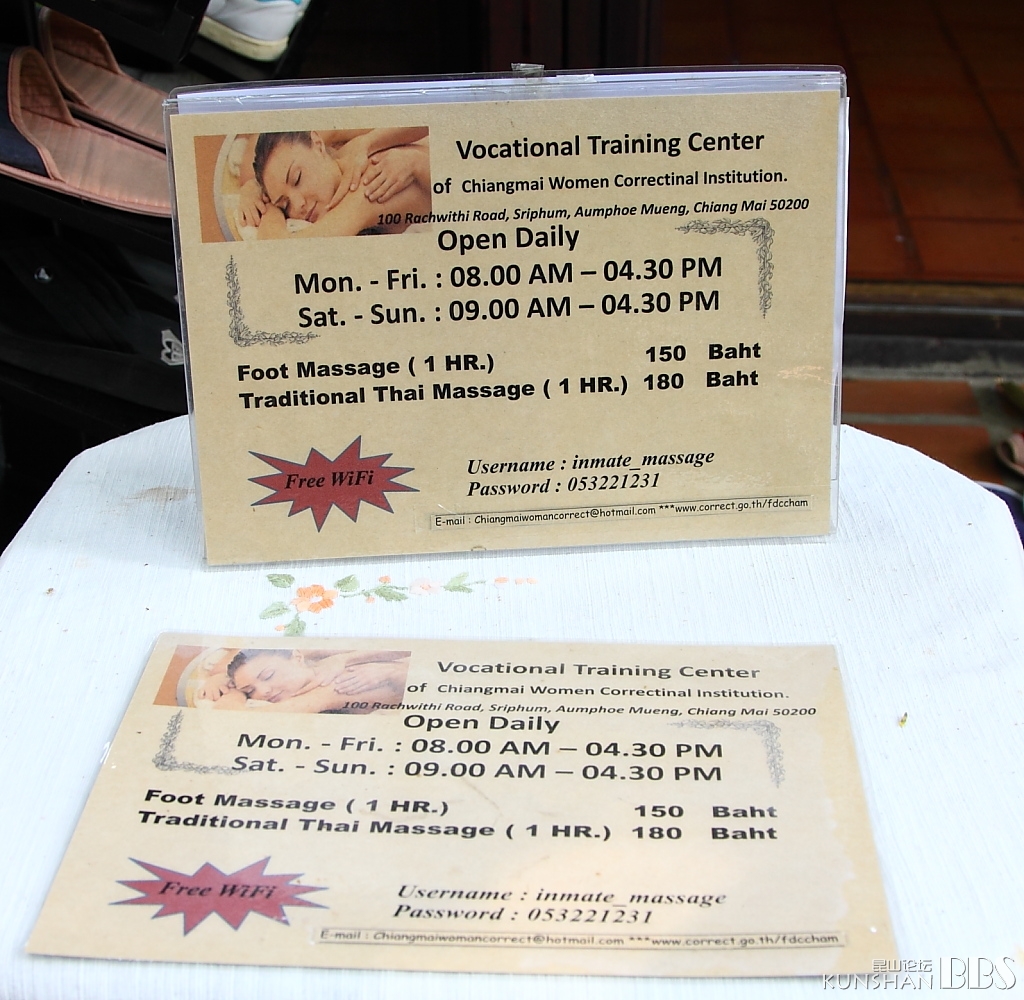 Vocational Training Center
of Chiangmai Women Correctinal Institution.
100 Rachwithi Road, Sriphum, Aumphoe Mueng, Chiang Mai 50200
Open Daily
Mon. - Fri. : 08.00 AM – 04.30 PM
Sat. - Sun. : 09.00 AM – 04.30 PM
Foot Massage ( 1 HR.) 150 Baht
Traditional Thai Massage ( 1 HR.) 180 Baht
Free WiFi
Username : inmate_massage
Password : 053221231
E-mail : Chiangmaiwomancorrect@hotmail.com ***www.correct.go.th/fdccham
Vocational Training Center
of Chiangmai Women Correctinal Institution.
100 Rachwithi Road, Sriphum, Aumphoe Mueng, Chiang Mai 50200
Open Daily
Mon. - Fri. : 08.00 AM – 04.30 PM
Sat. - Sun. : 09.00 AM – 04.30 PM
Foot Massage ( 1 HR.) 150 Baht
Traditional Thai Massage ( 1 HR.) 180 Baht
Free WiFi
Username : inmate_massage
Password : 053221231
E-mail : Chiangmaiwomancorrect@hotmail.com ***www.correct.go.th/fdccham
昆山论坛
KUNSHAN BBS